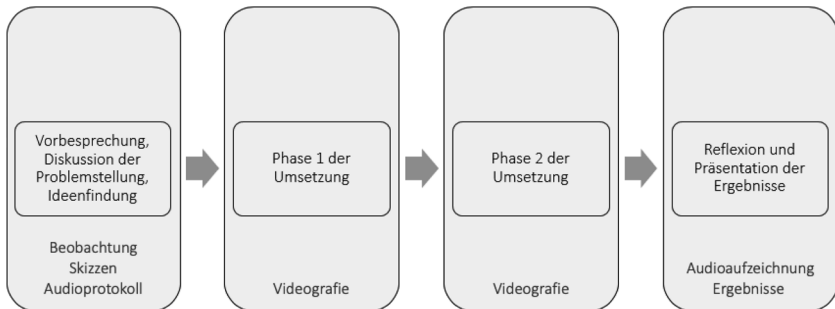 Vorbesprechung,
Diskussion der
Problemstellung,
Ideenfindung
Beobachtung
Skizzen
Audioprotokoll
Phase 1 der
Umsetzung
Videografie
Phase 2 der
Umsetzung
Videografie
Reflexion und
Präsentation der
Ergebnisse
Audioaufzeichnung
Ergebnisse